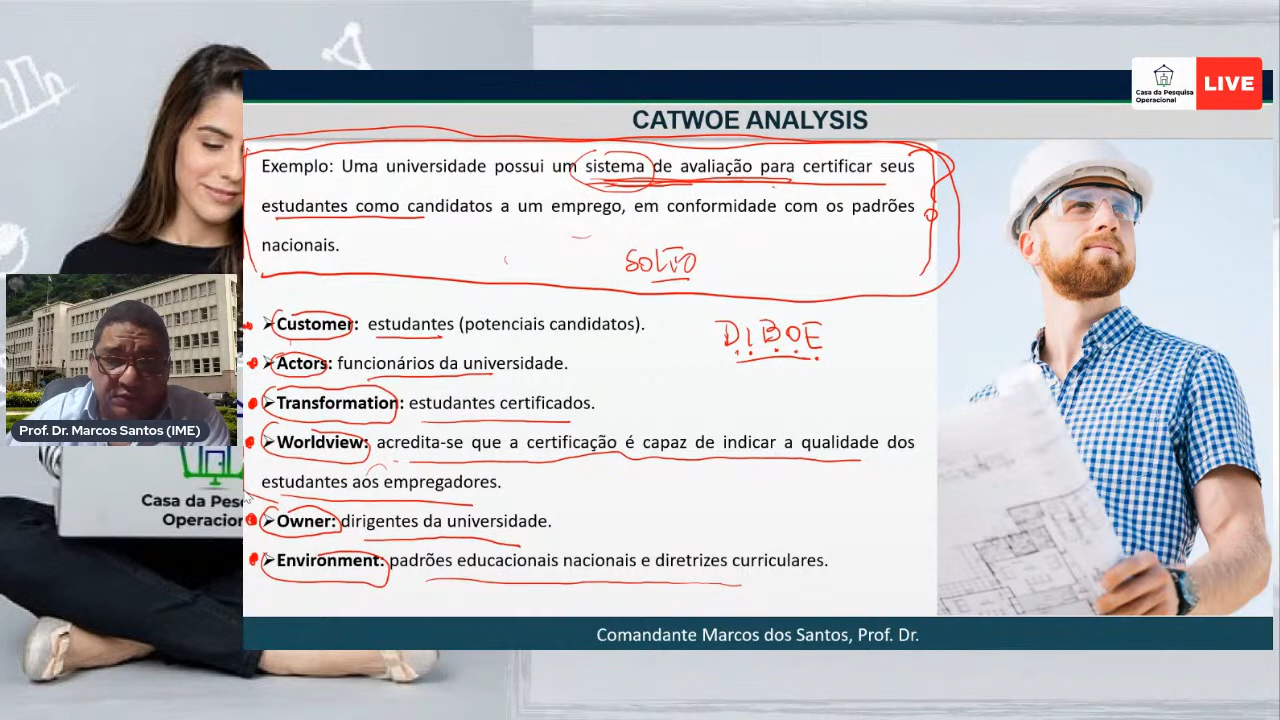 Casa da Pesquisa
Operacional
LIVE
CATWOE ANALYSIS
Exemplo: Uma universidade possui um sistema de avaliação para certificar seus
estudantes como candidatos a um emprego, em conformidade com os padrões
nacionais.
➢Customer: estudantes (potenciais candidatos).
DIBOE
➢Actors: funcionários da universidade.
➢Transformation: estudantes certificados.
➢Worldview: acredita-se que a certificação é capaz de indicar a qualidade dos
estudantes aos empregadores.
➢Owner: dirigentes da universidade.
➢Environment: padrões educacionais nacionais e diretrizes curriculares.
Prof. Dr. Marcos Santos (IME)
Casa da Pesq
Operacion
Comandante Marcos dos Santos, Prof. Dr.